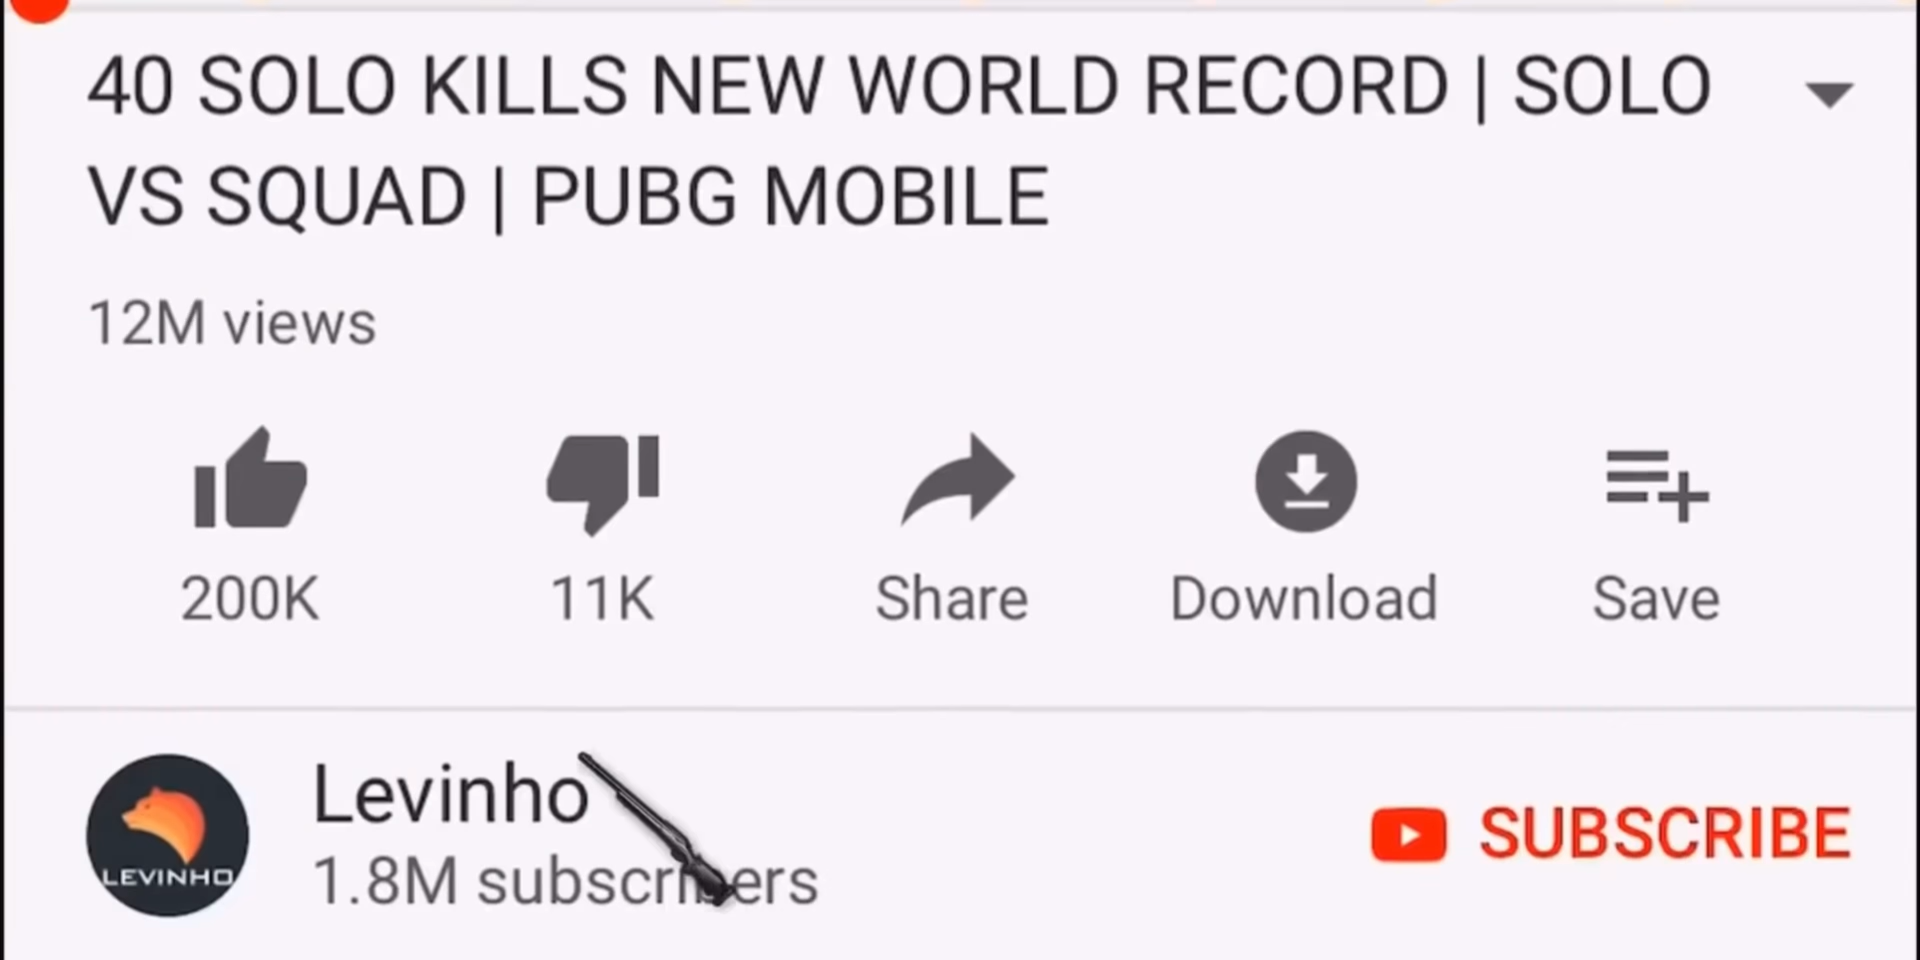 40 SOLO KILLS NEW WORLD RECORD | SOLO
VS SQUAD | PUBG MOBILE
12M views
200K
11K
Share
Download
Save
Levinho
1.8M subscribers
LEVINHO
SUBSCRIBE